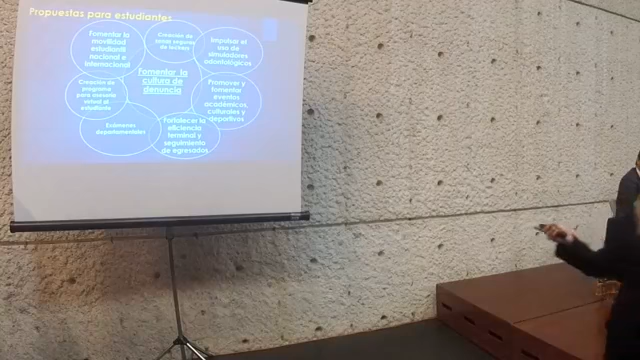 Propuestas para estudiantes
Fomentar la
movilidad
estudiantil
nacional e
internacional
Creación de
zonas seguras
de lectura
Impulsar el
uso de
simuladores
odontológicos
Fomentar la
cultura de
denuncia
Creación de
programa
para asesoría
virtual al
estudiante
Promover y
fomentar
eventos
académicos,
culturales y
deportivos
Exámenes
departamentales
Fortalecer la
eficiencia
terminal y
seguimiento
de egresados